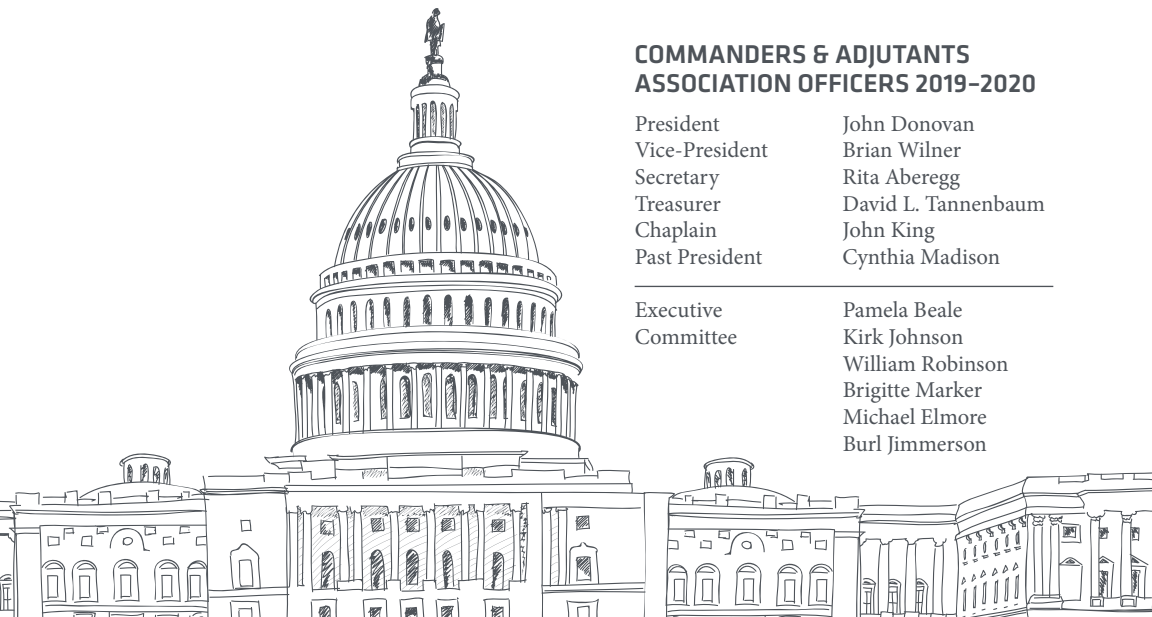 COMMANDERS & ADJUTANTS
ASSOCIATION OFFICERS 2019–2020
President John Donovan
Vice-President Brian Wilner
Secretary Rita Aberegg
Treasurer David L. Tannenbaum
Chaplain John King
Past President Cynthia Madison
Executive Pamela Beale
Committee Kirk Johnson
William Robinson
Brigitte Marker
Michael Elmore
Burl Jimmerson